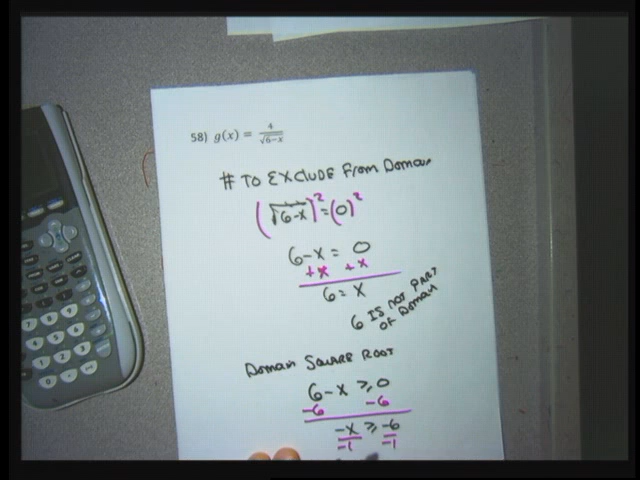 58) g(x) = 4/√6−x
# TO EXCLUDE FROM DOMAIN
(√6-x)² = (0)²
6-x = 0
+x +x
6 = x
6 IS NOT PART
OF DOMAIN
DOMAIN SQUARE ROOT
6-x ≥ 0
-6 -6
-x ≥ -6
-1 -1